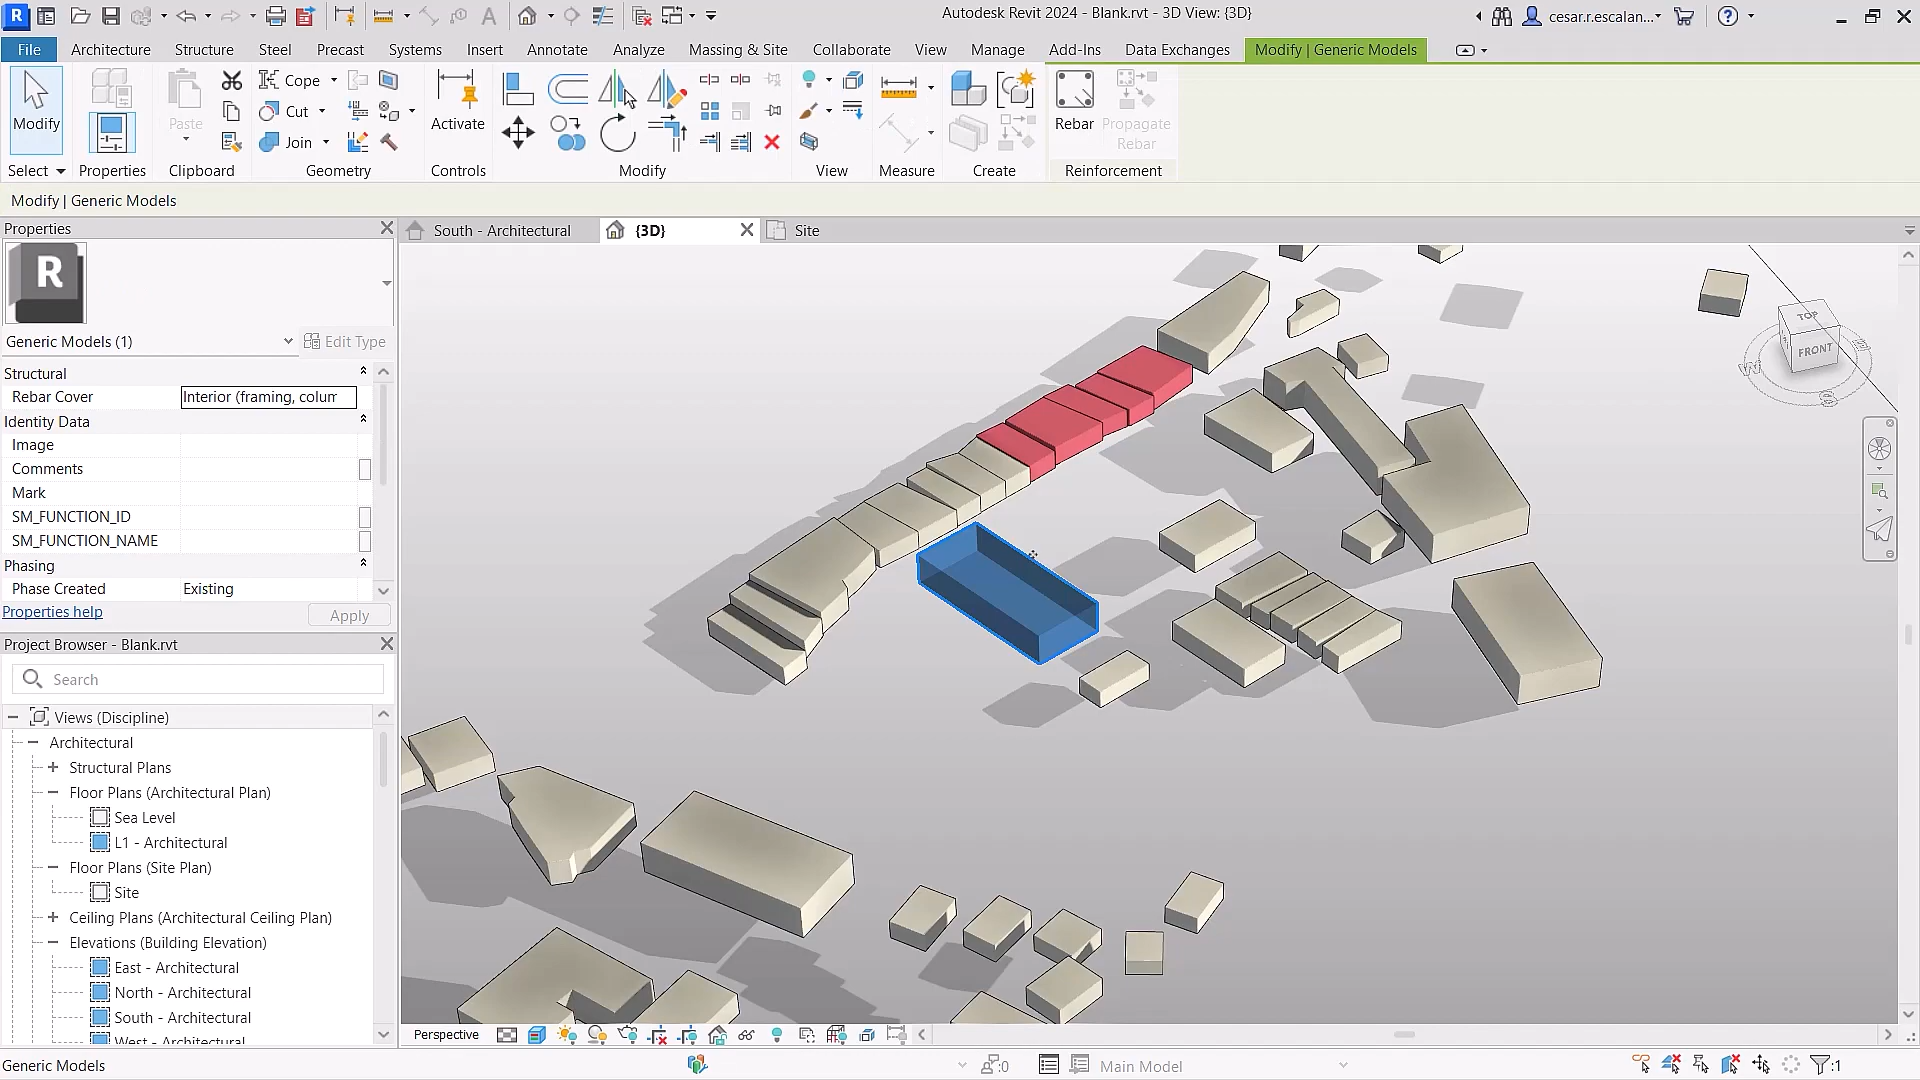 Autodesk Revit 2024 - Blank.rvt - 3D View: {3D}
cesar.r.escalan...
File Architecture Structure Steel Precast Systems Insert Annotate Analyze Massing & Site Collaborate View Manage Add-Ins Data Exchanges Modify | Generic Models
Modify
Paste
Cope
Cut
Join
Activate
Rebar
Propagate
Rebar
Select Properties Clipboard Geometry Controls Modify View Measure Create Reinforcement
Modify | Generic Models
Properties
South - Architectural
{3D}
Site
R
Generic Models (1)
Edit Type
Structural
Rebar Cover Interior (framing, colum
Identity Data
Image
Comments
Mark
SM_FUNCTION_ID
SM_FUNCTION_NAME
Phasing
Phase Created Existing
Properties help
Apply
TOP
FRONT
W
S
E
Project Browser - Blank.rvt
Search
Views (Discipline)
Architectural
Structural Plans
Floor Plans (Architectural Plan)
Sea Level
L1 - Architectural
Floor Plans (Site Plan)
Site
Ceiling Plans (Architectural Ceiling Plan)
Elevations (Building Elevation)
East - Architectural
North - Architectural
South - Architectural
West - Architectural
Perspective
Generic Models
:0
Main Model
:1